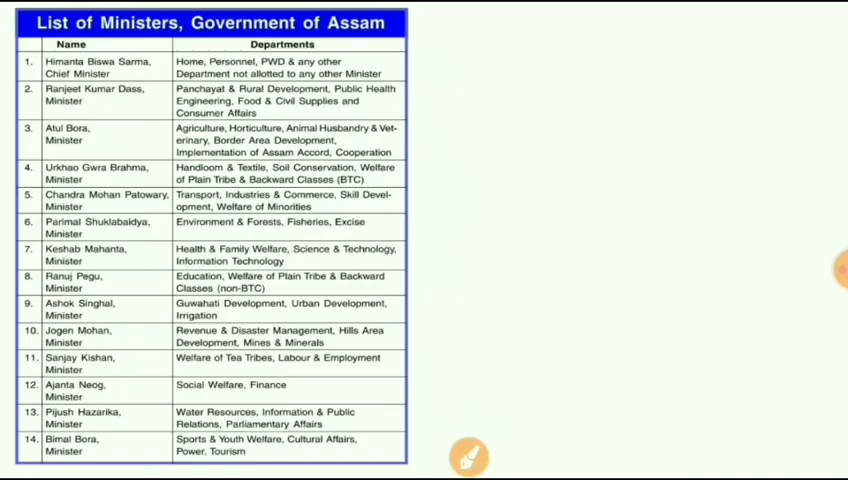 List of Ministers, Government of Assam
Name Departments
1. Himanta Biswa Sarma, Home, Personnel, PWD & any other
Chief Minister Department not allotted to any other Minister
2. Ranjeet Kumar Dass, Panchayat & Rural Development, Public Health
Minister Engineering, Food & Civil Supplies and
Consumer Affairs
3. Atul Bora, Agriculture, Horticulture, Animal Husbandry & Vet-
Minister erinary, Border Area Development,
Implementation of Assam Accord, Cooperation
4. Urkhao Gwra Brahma, Handloom & Textile, Soil Conservation, Welfare
Minister of Plain Tribe & Backward Classes (BTC)
5. Chandra Mohan Patowary, Transport, Industries & Commerce, Skill Devel-
Minister opment, Welfare of Minorities
6. Parimal Shuklabaidya, Environment & Forests, Fisheries, Excise
Minister
7. Keshab Mahanta, Health & Family Welfare, Science & Technology,
Minister Information Technology
8. Ranuj Pegu, Education, Welfare of Plain Tribe & Backward
Minister Classes (non-BTC)
9. Ashok Singhal, Guwahati Development, Urban Development,
Minister Irrigation
10. Jogen Mohan, Revenue & Disaster Management, Hills Area
Minister Development, Mines & Minerals
11. Sanjay Kishan, Welfare of Tea Tribes, Labour & Employment
Minister
12. Ajanta Neog, Social Welfare, Finance
Minister
13. Pijush Hazarika, Water Resources, Information & Public
Minister Relations, Parliamentary Affairs
14. Bimal Bora, Sports & Youth Welfare, Cultural Affairs,
Minister Power, Tourism